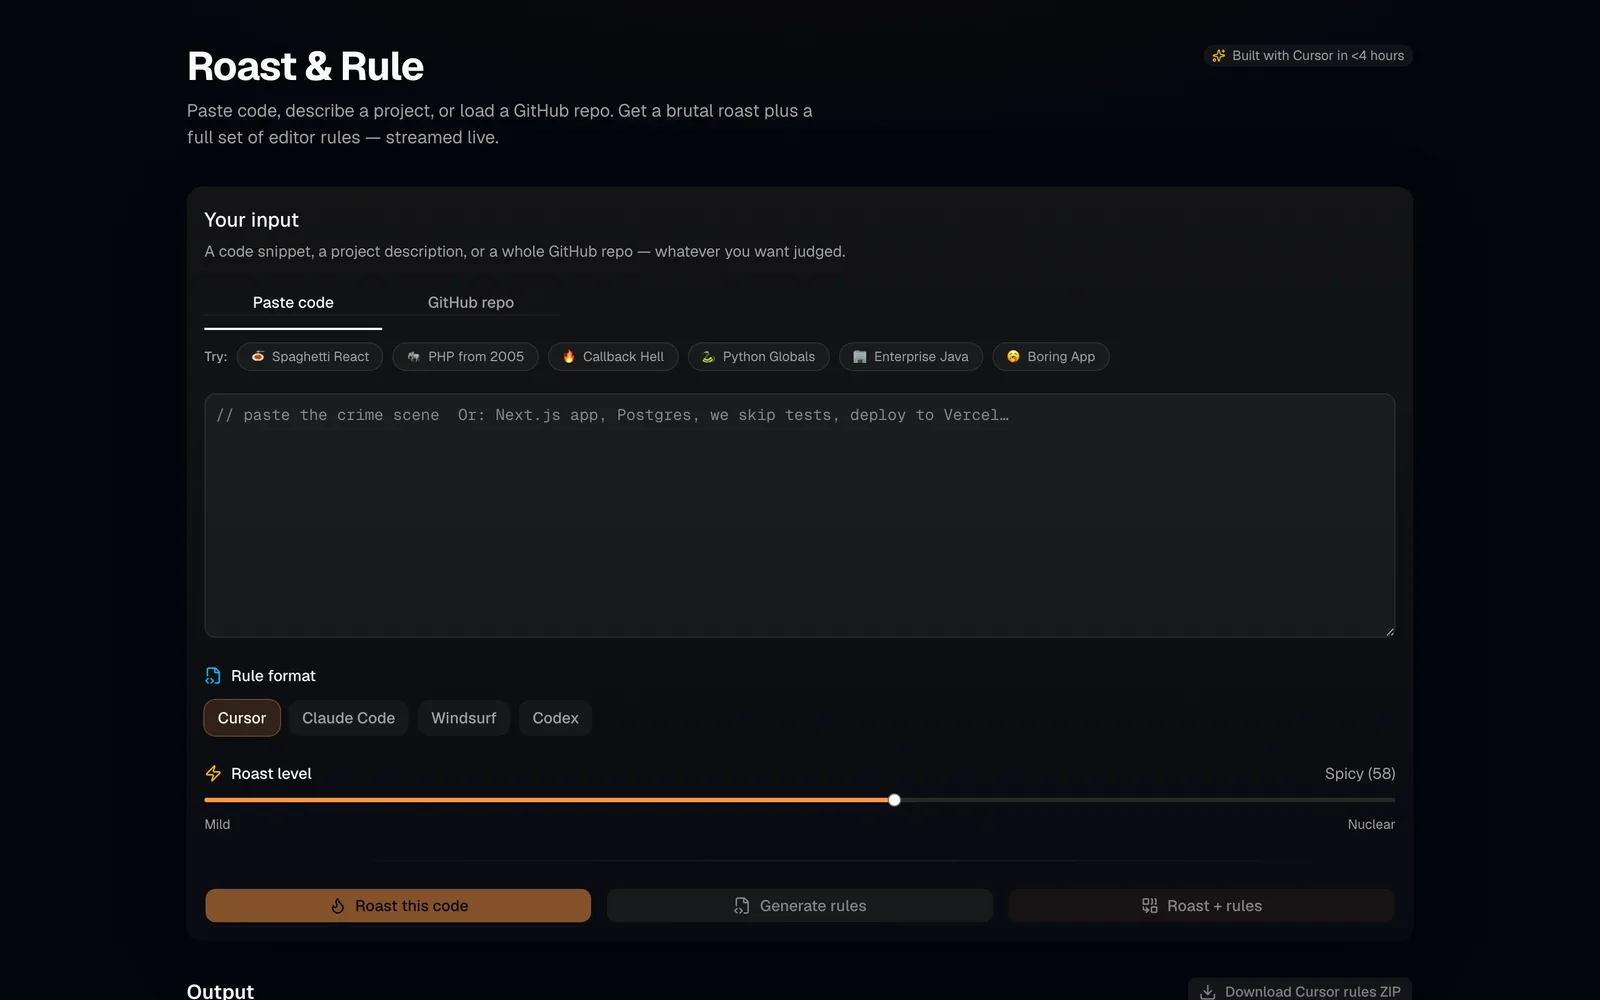 Roast & Rule
Built with Cursor in <4 hours
Paste code, describe a project, or load a GitHub repo. Get a brutal roast plus a
full set of editor rules — streamed live.
Your input
A code snippet, a project description, or a whole GitHub repo — whatever you want judged.
Paste code
GitHub repo
Try:
Spaghetti React
PHP from 2005
Callback Hell
Python Globals
Enterprise Java
Boring App
// paste the crime scene  Or: Next.js app, Postgres, we skip tests, deploy to Vercel…
Rule format
Cursor
Claude Code
Windsurf
Codex
Roast level
Spicy (58)
Mild
Nuclear
Roast this code
Generate rules
Roast + rules
Output
Download Cursor rules ZIP